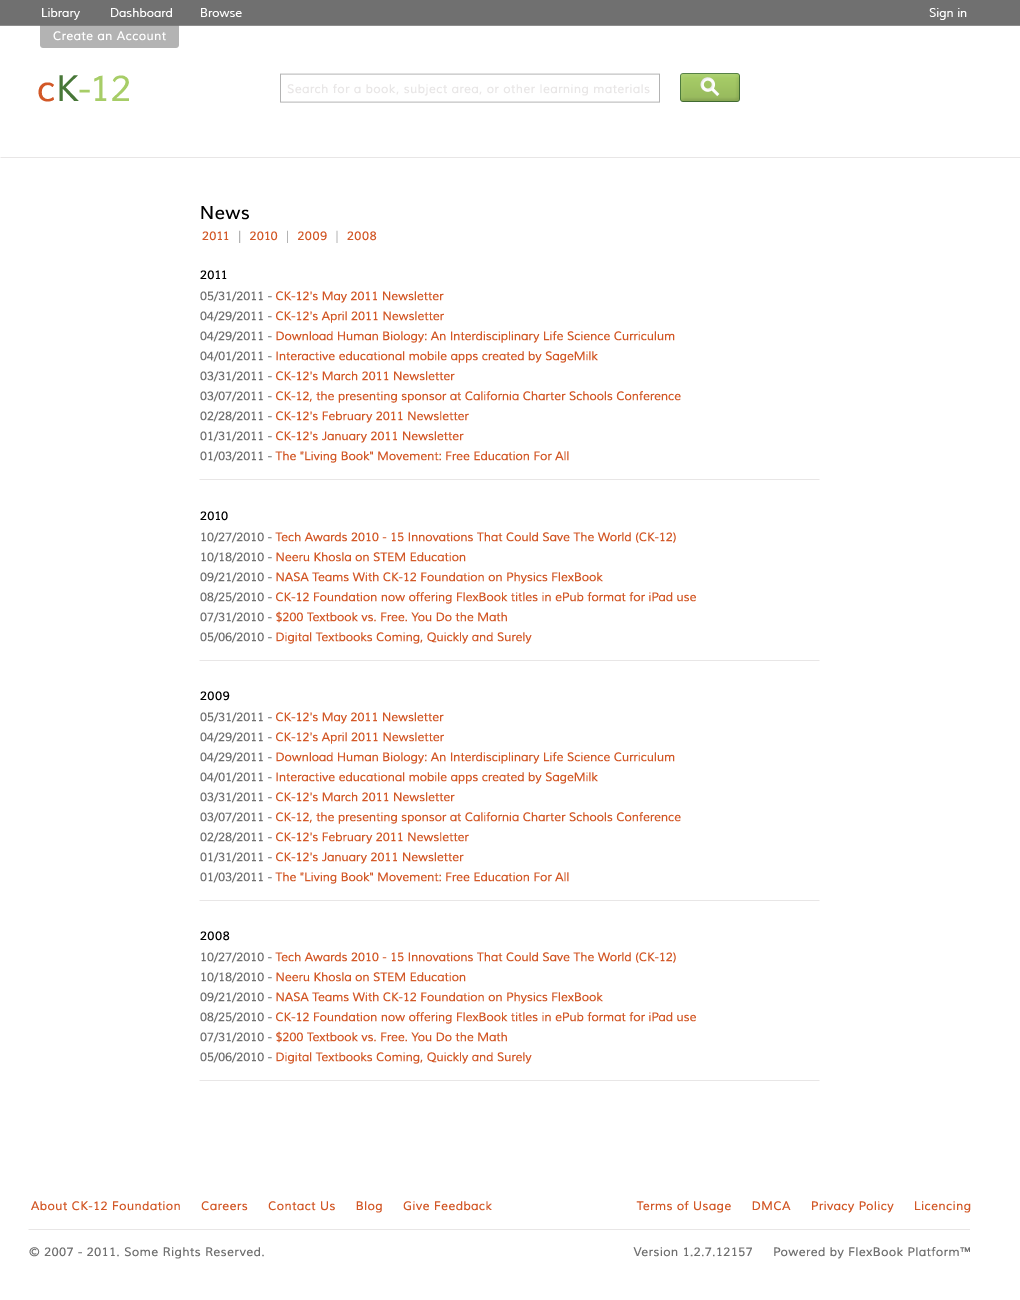 Library Dashboard Browse Sign in
Create an Account
cK-12
Search for a book, subject area, or other learning materials
News
2011 | 2010 | 2009 | 2008
2011
05/31/2011 - CK-12's May 2011 Newsletter
04/29/2011 - CK-12's April 2011 Newsletter
04/29/2011 - Download Human Biology: An Interdisciplinary Life Science Curriculum
04/01/2011 - Interactive educational mobile apps created by SageMilk
03/31/2011 - CK-12's March 2011 Newsletter
03/07/2011 - CK-12, the presenting sponsor at California Charter Schools Conference
02/28/2011 - CK-12's February 2011 Newsletter
01/31/2011 - CK-12's January 2011 Newsletter
01/03/2011 - The "Living Book" Movement: Free Education For All
2010
10/27/2010 - Tech Awards 2010 - 15 Innovations That Could Save The World (CK-12)
10/18/2010 - Neeru Khosla on STEM Education
09/21/2010 - NASA Teams With CK-12 Foundation on Physics FlexBook
08/25/2010 - CK-12 Foundation now offering FlexBook titles in ePub format for iPad use
07/31/2010 - $200 Textbook vs. Free. You Do the Math
05/06/2010 - Digital Textbooks Coming, Quickly and Surely
2009
05/31/2011 - CK-12's May 2011 Newsletter
04/29/2011 - CK-12's April 2011 Newsletter
04/29/2011 - Download Human Biology: An Interdisciplinary Life Science Curriculum
04/01/2011 - Interactive educational mobile apps created by SageMilk
03/31/2011 - CK-12's March 2011 Newsletter
03/07/2011 - CK-12, the presenting sponsor at California Charter Schools Conference
02/28/2011 - CK-12's February 2011 Newsletter
01/31/2011 - CK-12's January 2011 Newsletter
01/03/2011 - The "Living Book" Movement: Free Education For All
2008
10/27/2010 - Tech Awards 2010 - 15 Innovations That Could Save The World (CK-12)
10/18/2010 - Neeru Khosla on STEM Education
09/21/2010 - NASA Teams With CK-12 Foundation on Physics FlexBook
08/25/2010 - CK-12 Foundation now offering FlexBook titles in ePub format for iPad use
07/31/2010 - $200 Textbook vs. Free. You Do the Math
05/06/2010 - Digital Textbooks Coming, Quickly and Surely
About CK-12 Foundation Careers Contact Us Blog Give Feedback Terms of Usage DMCA Privacy Policy Licencing
© 2007 - 2011. Some Rights Reserved. Version 1.2.7.12157 Powered by FlexBook Platform™